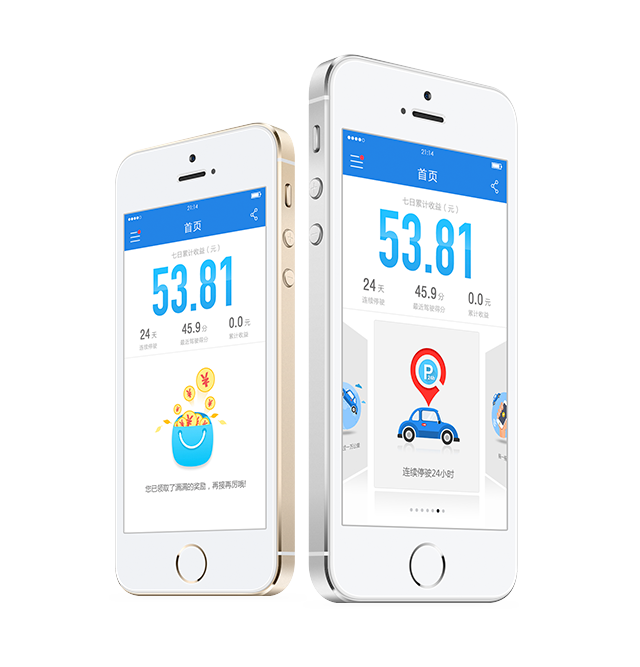 21:14
首页
七日累计收益（元）
53.81
24天
45.9分
0.0元
连续停驶
最近驾驶得分
累计收益
您已领取了满满的奖励，再接再厉哦!
21:14
首页
七日累计收益（元）
53.81
24天
45.9分
0.0元
连续停驶
最近驾驶得分
累计收益
P
连续停驶24小时